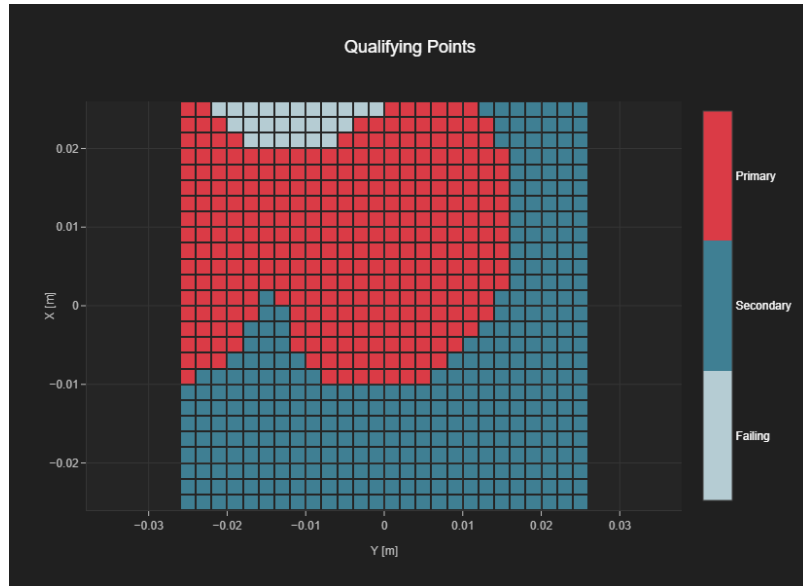 Qualifying Points
0.02
0.01
0
−0.01
−0.02
X [m]
−0.03
−0.02
−0.01
0
0.01
0.02
0.03
Y [m]
Primary
Secondary
Failing